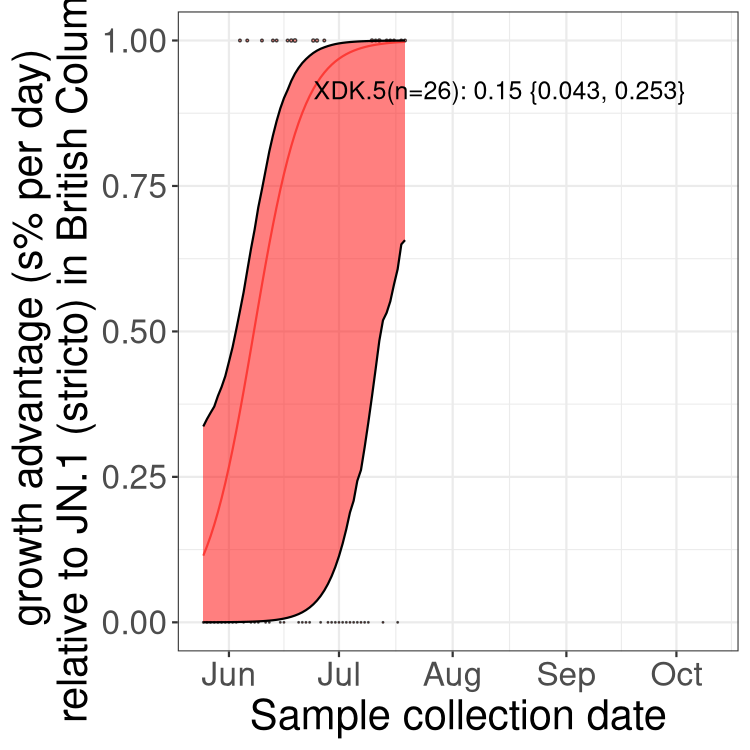 growth advantage (s% per day)
relative to JN.1 (stricto) in British Colum
1.00
0.75
0.50
0.25
0.00
XDK.5(n=26): 0.15 {0.043, 0.253}
Jun Jul Aug Sep Oct
Sample collection date